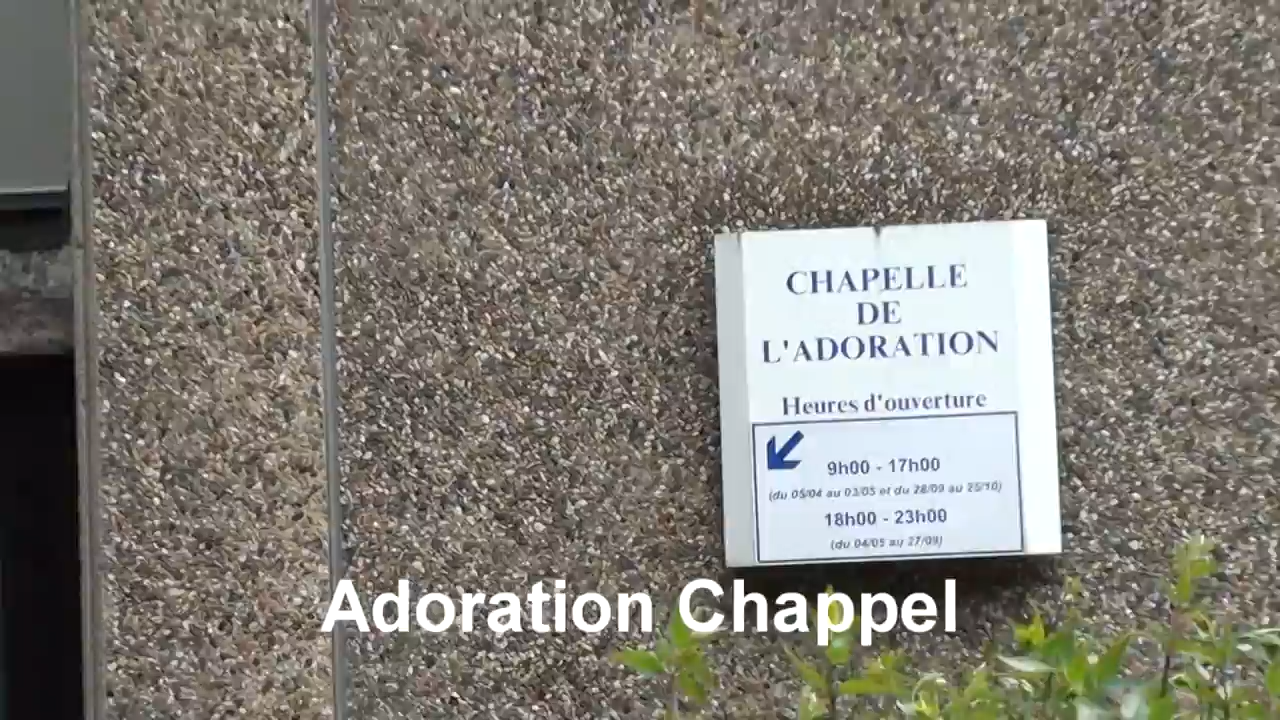 CHAPELLE
DE
L'ADORATION
Heures d'ouverture
9h00 - 17h00
(du 05/04 au 03/05 et du 28/09 au 25/10)
18h00 - 23h00
(du 04/05 au 27/09)
Adoration Chappel